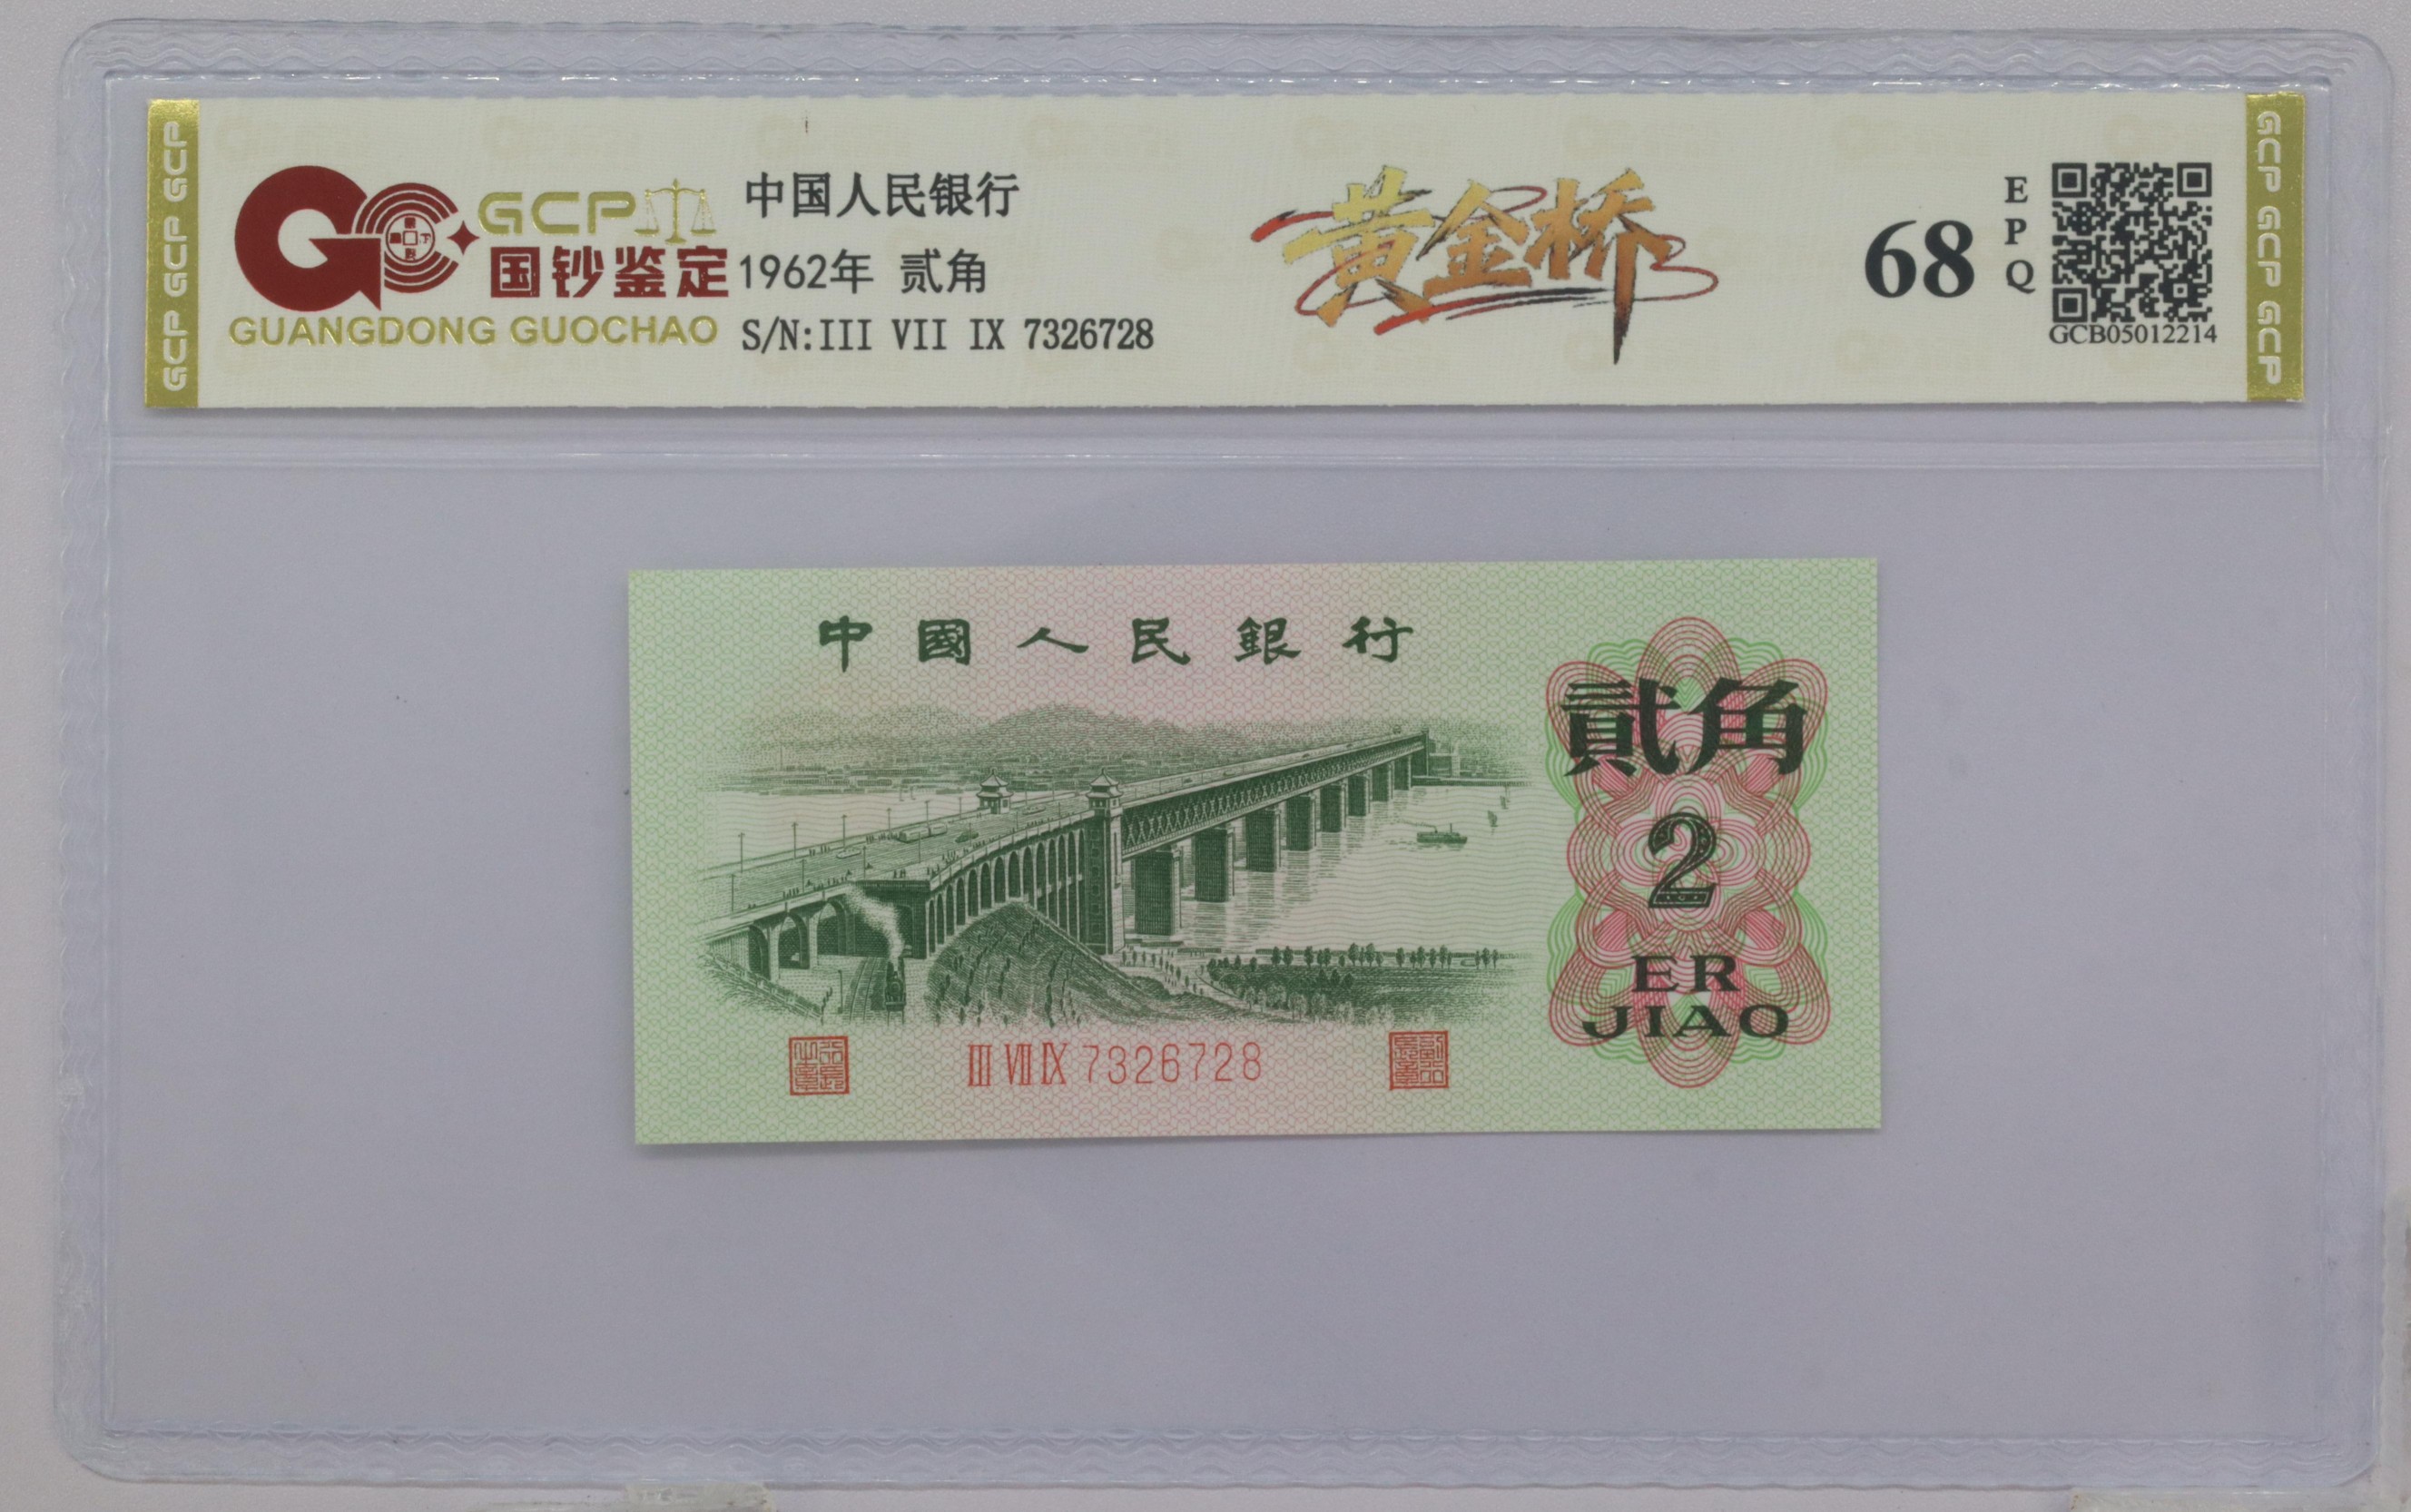 GCP GCP GCP
GCP
国钞鉴定
GUANGDONG GUOCHAO
中国人民银行
1962年 贰角
S/N:III VII IX 7326728
黄金桥
68
EPQ
GCB05012214
GCP GCP GCP
中國人民銀行
貳角
2
ER
JIAO
III VII IX 7326728